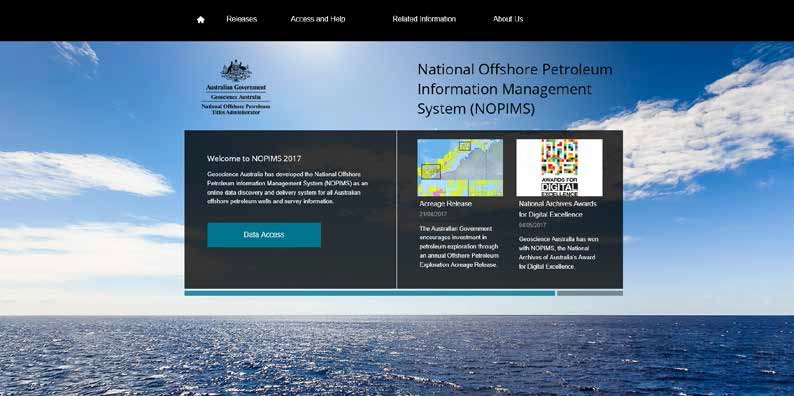 Releases
Access and Help
Related Information
About Us
Australian Government
Geoscience Australia
National Offshore Petroleum
Titles Administrator
National Offshore Petroleum
Information Management
System (NOPIMS)
Welcome to NOPIMS 2017
Geoscience Australia has developed the National Offshore
Petroleum Information Management System (NOPIMS) as an
online data discovery and delivery system for all Australian
offshore petroleum wells and survey information.
Data Access
Acreage Release
21/04/2017
The Australian Government
encourages investment in
petroleum exploration through
an annual Offshore Petroleum
Exploration Acreage Release.
AWARDS FOR
DIGITAL
EXCELLENCE
National Archives Awards
for Digital Excellence
04/05/2017
Geoscience Australia has won
with NOPIMS, the National
Archives of Australia's Award
for Digital Excellence.